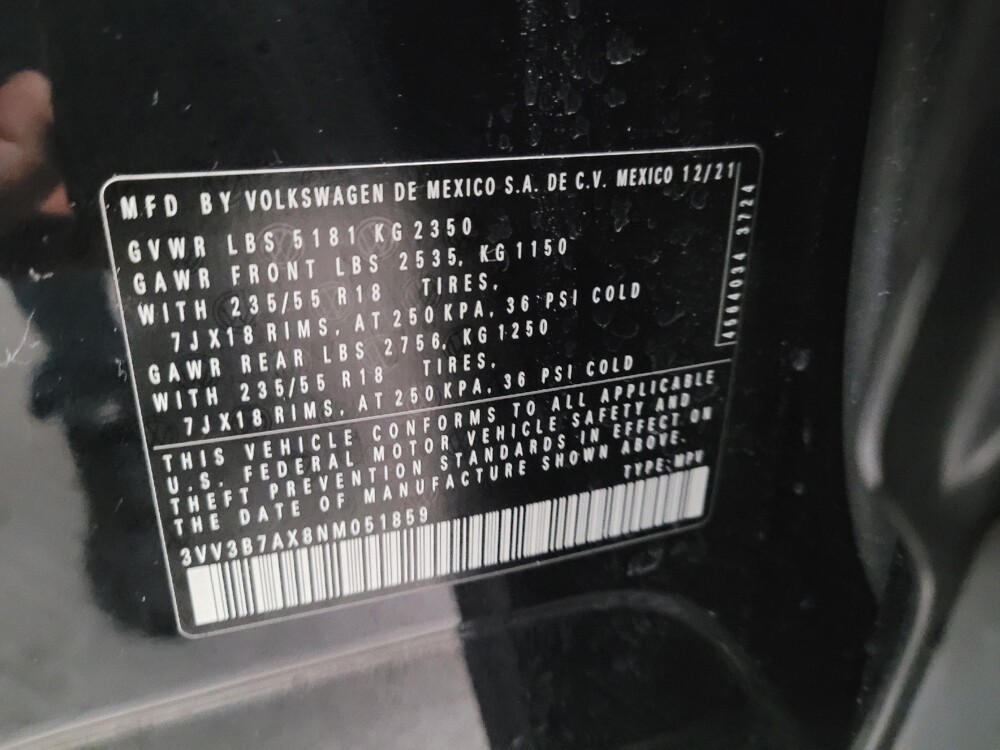 MFD BY VOLKSWAGEN DE MEXICO S.A. DE C.V. MEXICO 12/21
GVWR LBS 5181 KG 2350
GAWR FRONT LBS 2535, KG 1150
WITH 235/55 R18 TIRES,
7JX18 RIMS, AT 250 KPA, 36 PSI COLD
GAWR REAR LBS 2756, KG 1250
WITH 235/55 R18 TIRES,
7JX18 RIMS, AT 250 KPA, 36 PSI COLD
THIS VEHICLE CONFORMS TO ALL APPLICABLE
U.S. FEDERAL MOTOR VEHICLE SAFETY AND
THEFT PREVENTION STANDARDS IN EFFECT ON
THE DATE OF MANUFACTURE SHOWN ABOVE.
TYPE:MPV
3VV3B7AX8NM051859
3724